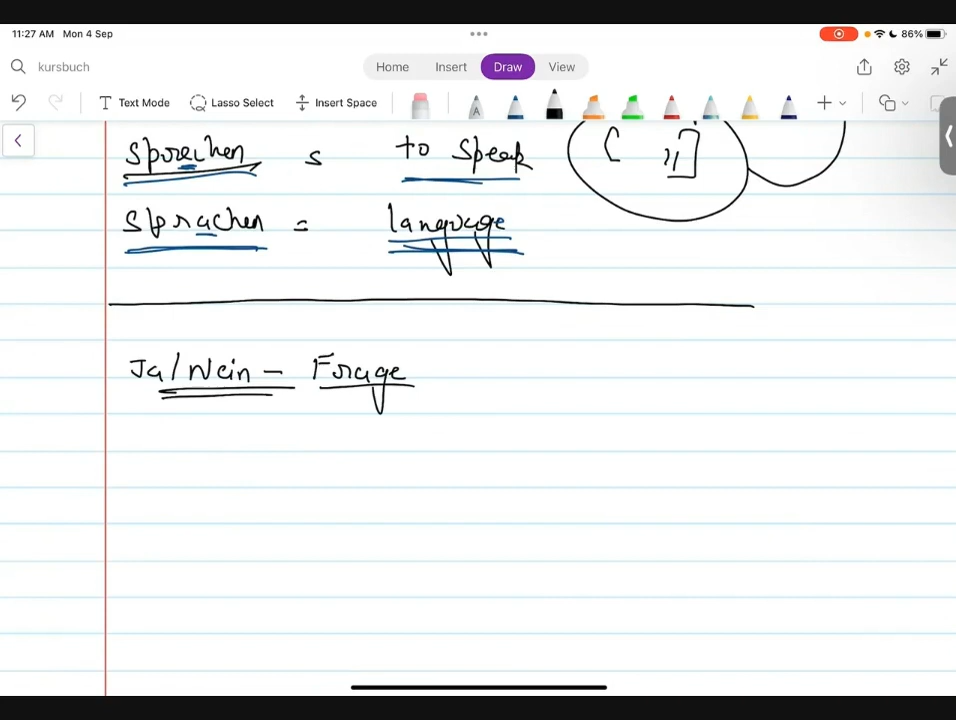 11:27 AM Mon 4 Sep
86%
kursbuch
Home Insert Draw View
Text Mode Lasso Select Insert Space
Sprechen = to speak
Sprachen = language
Ja/Nein - Frage